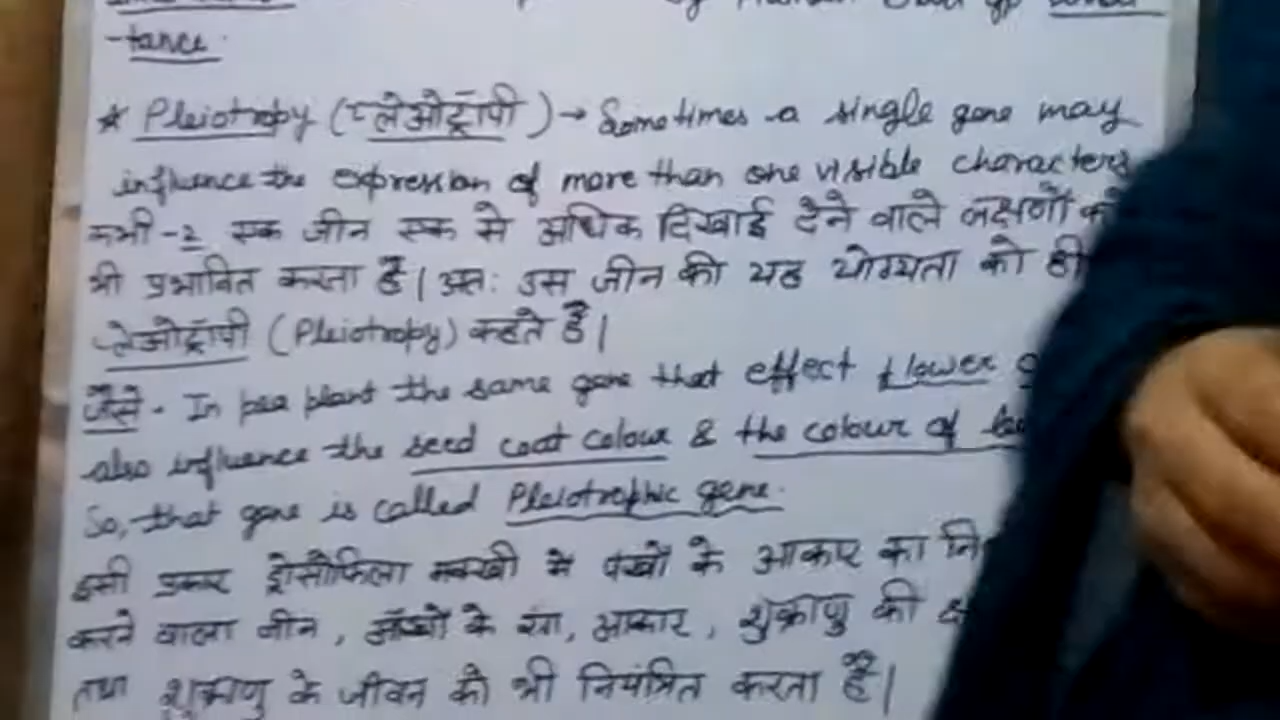 -tance.
* Pleiotropy (प्लेओट्रॉपी) → Sometimes a single gene may
influence the expression of more than one visible characters
कभी-2 एक जीन एक से अधिक दिखाई देने वाले लक्षणों को
भी प्रभावित करता है। अतः उस जीन की यह योग्यता को ही
प्लेओट्रॉपी (Pleiotropy) कहते हैं।
जैसे - In pea plant the same gene that effect flower
also influence the seed coat colour & the colour of
So, that gene is called Pleiotrophic gene.
इसी प्रकार ड्रोसोफिला मक्खी में पंखों के आकार का
करने वाला जीन, आँखों के रंग, आकार, शुक्राणु की
तथा शुक्राणु के जीवन को भी नियंत्रित करता है।